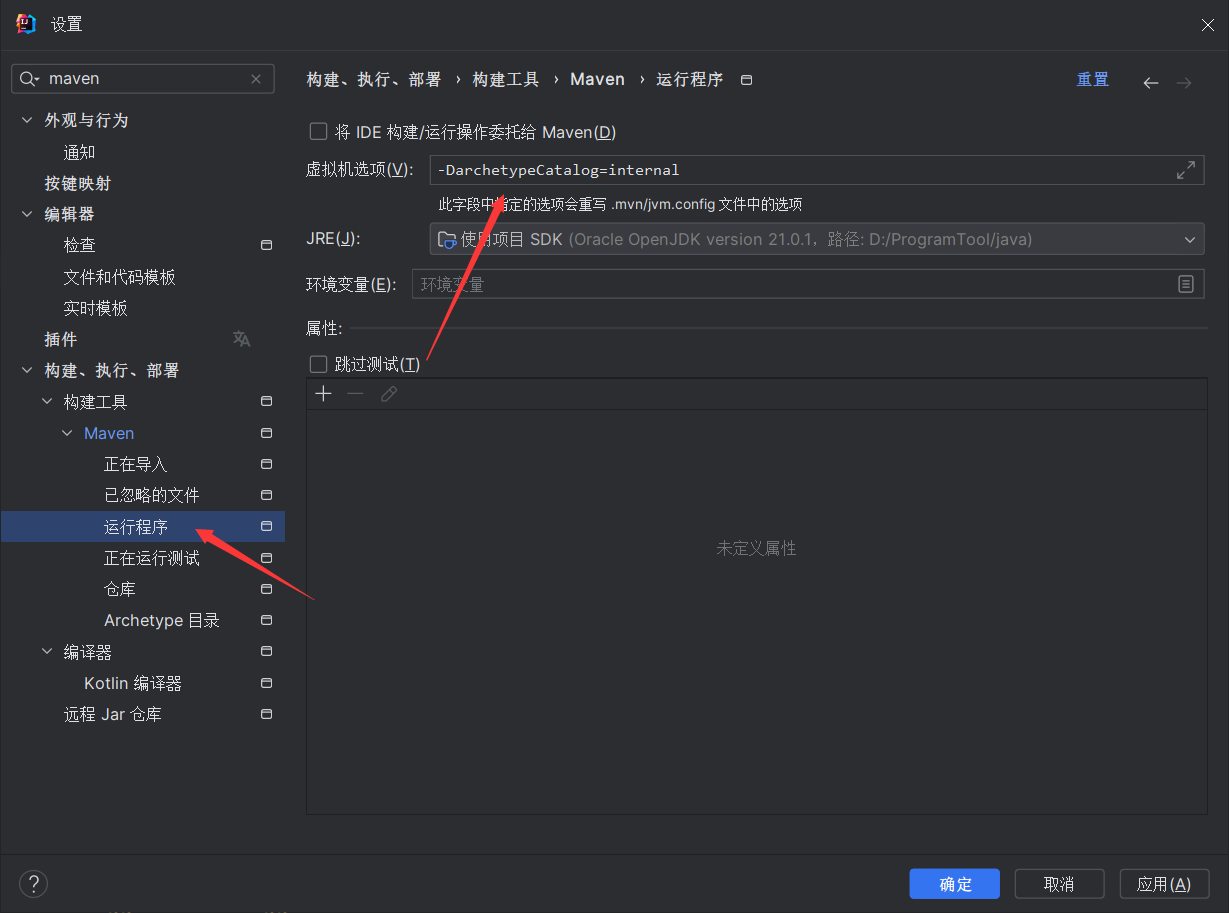 设置
maven
外观与行为
通知
按键映射
编辑器
检查
文件和代码模板
实时模板
插件
构建、执行、部署
构建工具
Maven
正在导入
已忽略的文件
运行程序
正在运行测试
仓库
Archetype 目录
编译器
Kotlin 编译器
远程 Jar 仓库
构建、执行、部署 › 构建工具 › Maven › 运行程序
重置
将 IDE 构建/运行操作委托给 Maven(D)
虚拟机选项(V): -DarchetypeCatalog=internal
此字段中指定的选项会重写 .mvn/jvm.config 文件中的选项
JRE(J): 使用项目 SDK (Oracle OpenJDK version 21.0.1，路径: D:/ProgramTool/java)
环境变量(E): 环境变量
属性:
跳过测试(T)
未定义属性
? 确定 取消 应用(A)